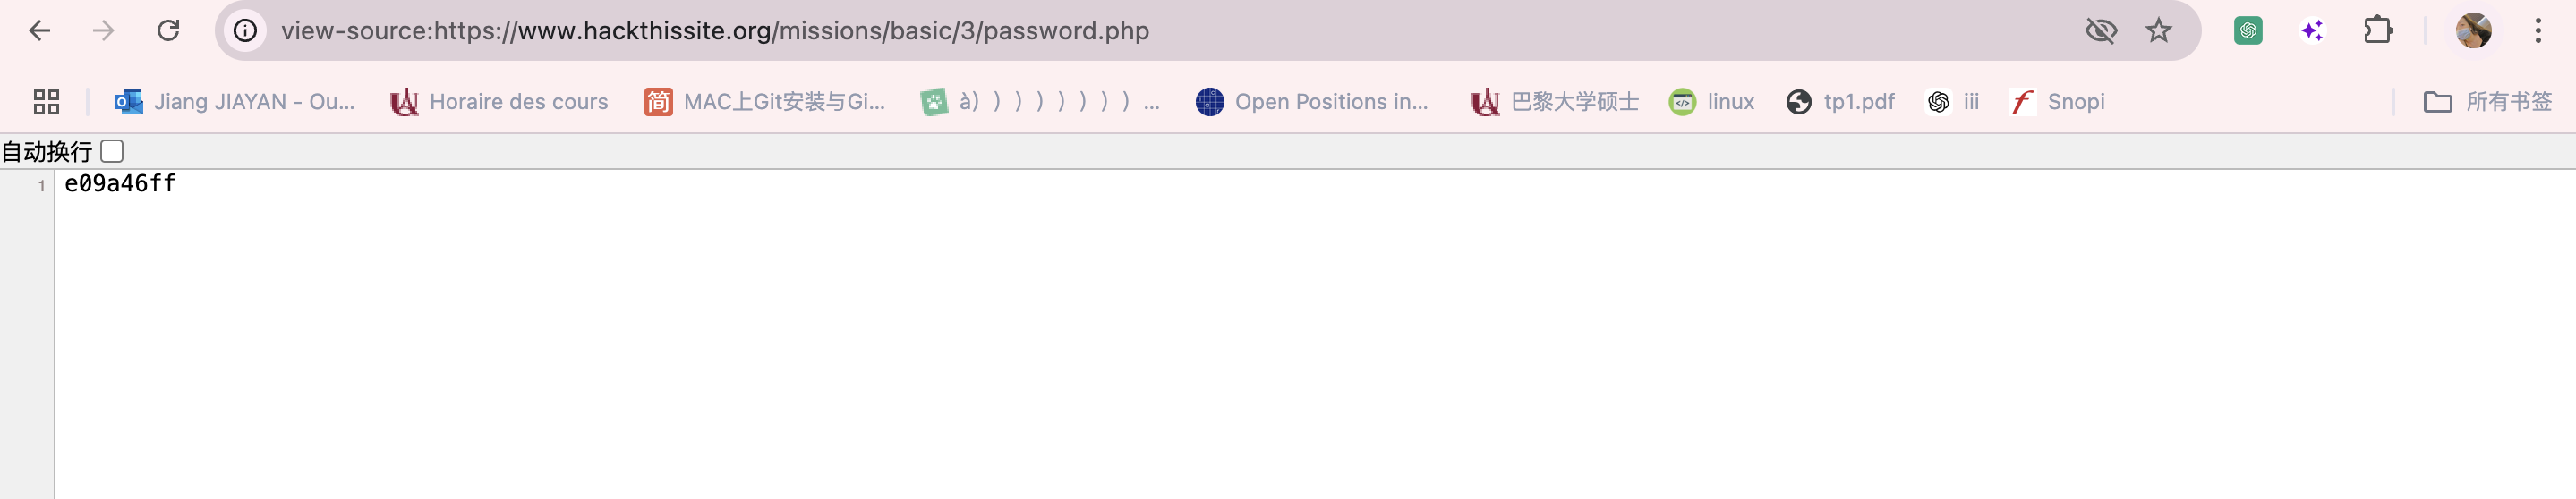 view-source:https://www.hackthissite.org/missions/basic/3/password.php
Jiang JIAYAN - Ou... Horaire des cours 简 MAC上Git安装与Gi... à) ) ) ) ) ) ) ) ... Open Positions in... 巴黎大学硕士 linux tp1.pdf iii Snopi 所有书签
自动换行
1 e09a46ff